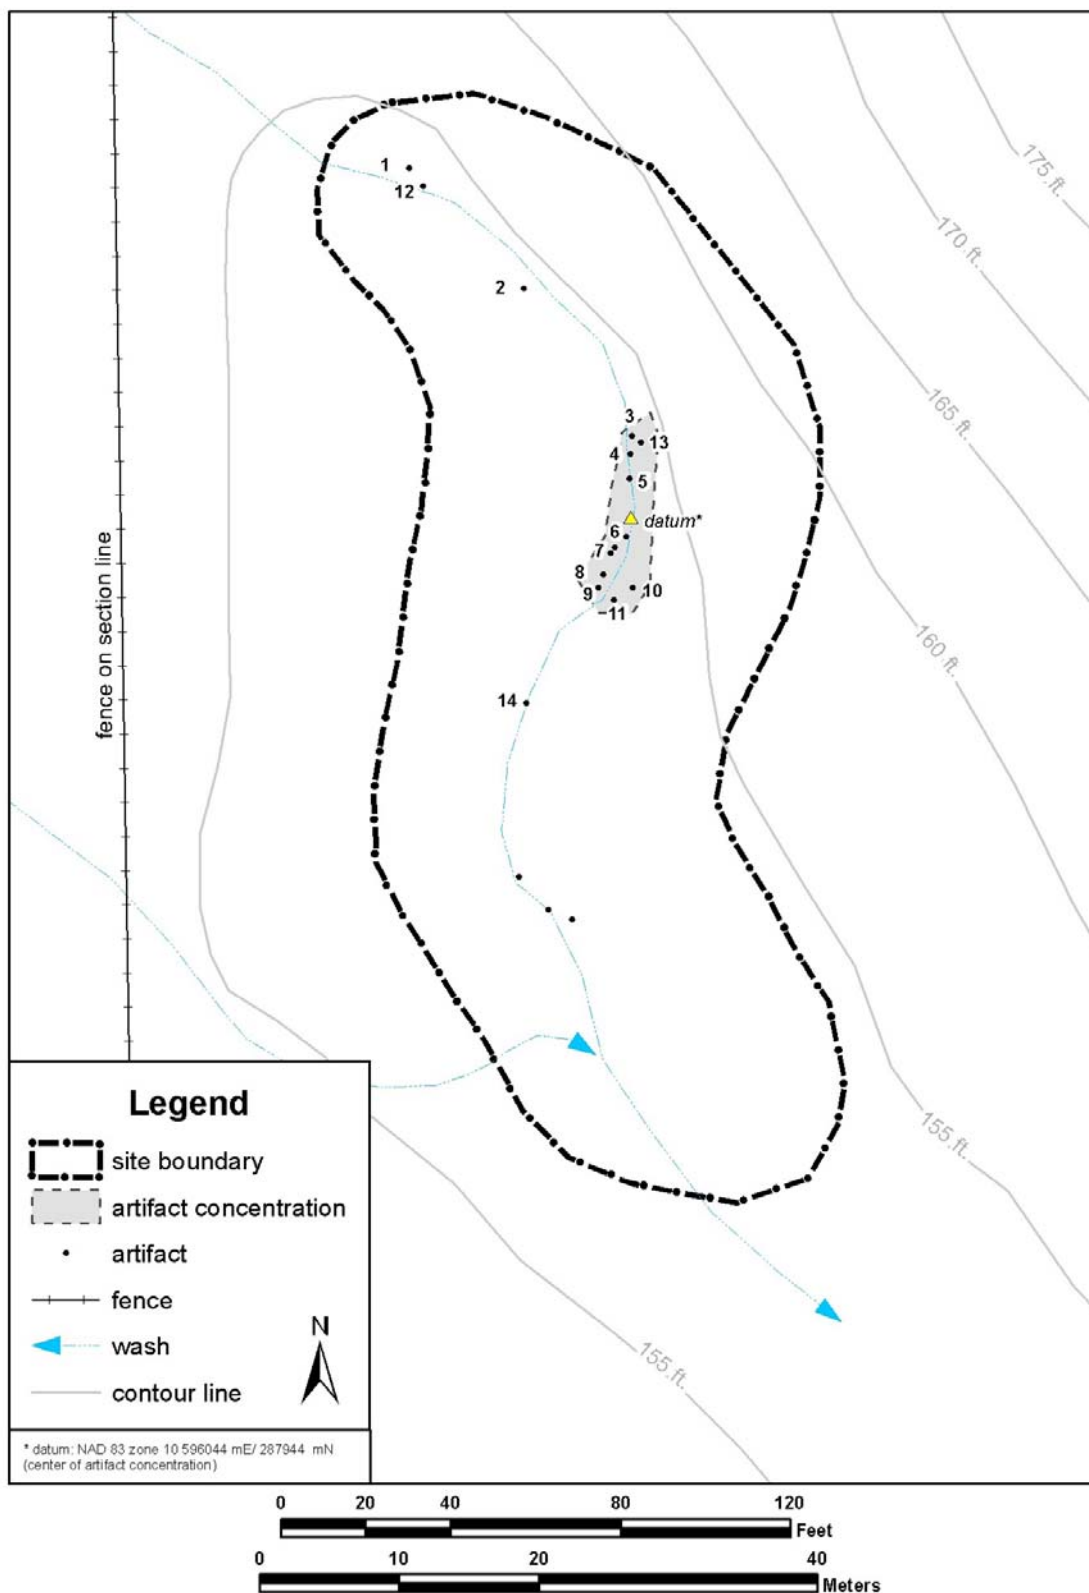 175 ft.
170 ft.
165 ft.
160 ft.
155 ft.
155 ft.
1
12
2
3
13
4
5
datum*
6
7
8
9
10
11
14
fence on section line
Legend
site boundary
artifact concentration
artifact
fence
wash
contour line
N
* datum: NAD 83 zone 10 596044 mE/ 287944 mN
(center of artifact concentration)
0 20 40 80 120
Feet
0 10 20 40
Meters